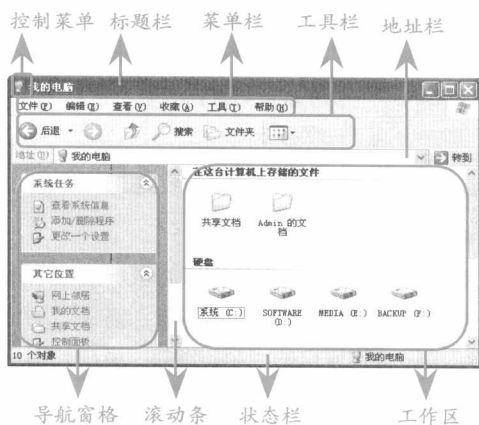 控制菜单 标题栏 菜单栏 工具栏 地址栏
我的电脑
文件(F) 编辑(E) 查看(V) 收藏(A) 工具(T) 帮助(H)
后退 搜索 文件夹
地址(D) 我的电脑 转到
系统任务
查看系统信息
添加/删除程序
更改一个设置
其它位置
网上邻居
我的文档
共享文档
控制面板
在这台计算机上存储的文件
共享文档 Admin 的文
档
硬盘
系统 (C:) SOFTWARE MEDIA (E:) BACKUP (F:)
(D:)
10 个对象 我的电脑
导航窗格 滚动条 状态栏 工作区